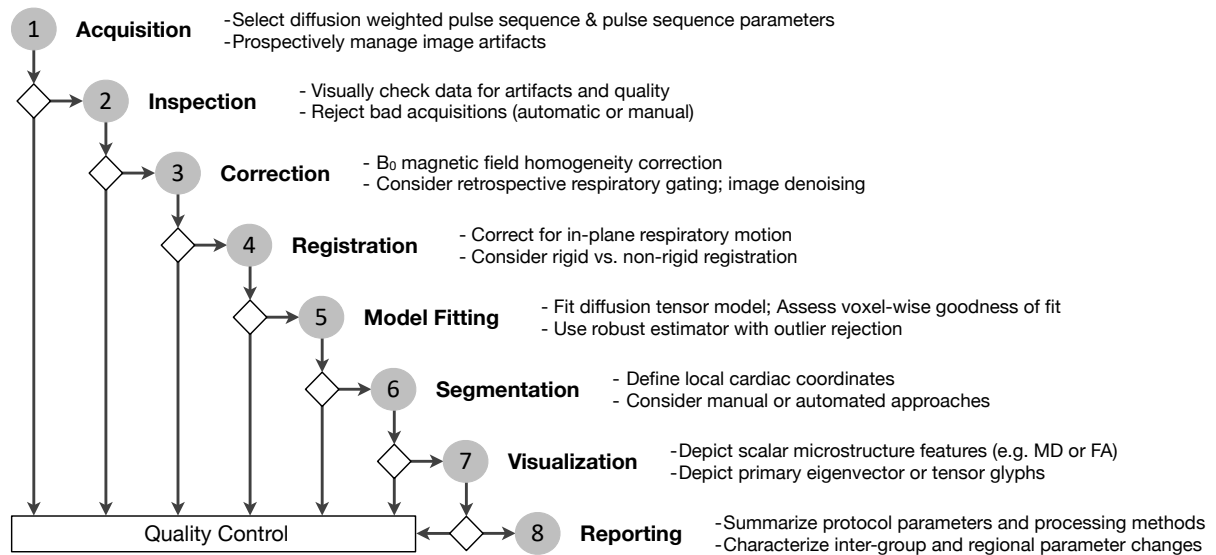 1 Acquisition
-Select diffusion weighted pulse sequence & pulse sequence parameters
-Prospectively manage image artifacts
2 Inspection
- Visually check data for artifacts and quality
- Reject bad acquisitions (automatic or manual)
3 Correction
- B₀ magnetic field homogeneity correction
- Consider retrospective respiratory gating; image denoising
4 Registration
- Correct for in-plane respiratory motion
- Consider rigid vs. non-rigid registration
5 Model Fitting
- Fit diffusion tensor model; Assess voxel-wise goodness of fit
- Use robust estimator with outlier rejection
6 Segmentation
- Define local cardiac coordinates
- Consider manual or automated approaches
7 Visualization
-Depict scalar microstructure features (e.g. MD or FA)
-Depict primary eigenvector or tensor glyphs
Quality Control
8 Reporting
-Summarize protocol parameters and processing methods
-Characterize inter-group and regional parameter changes